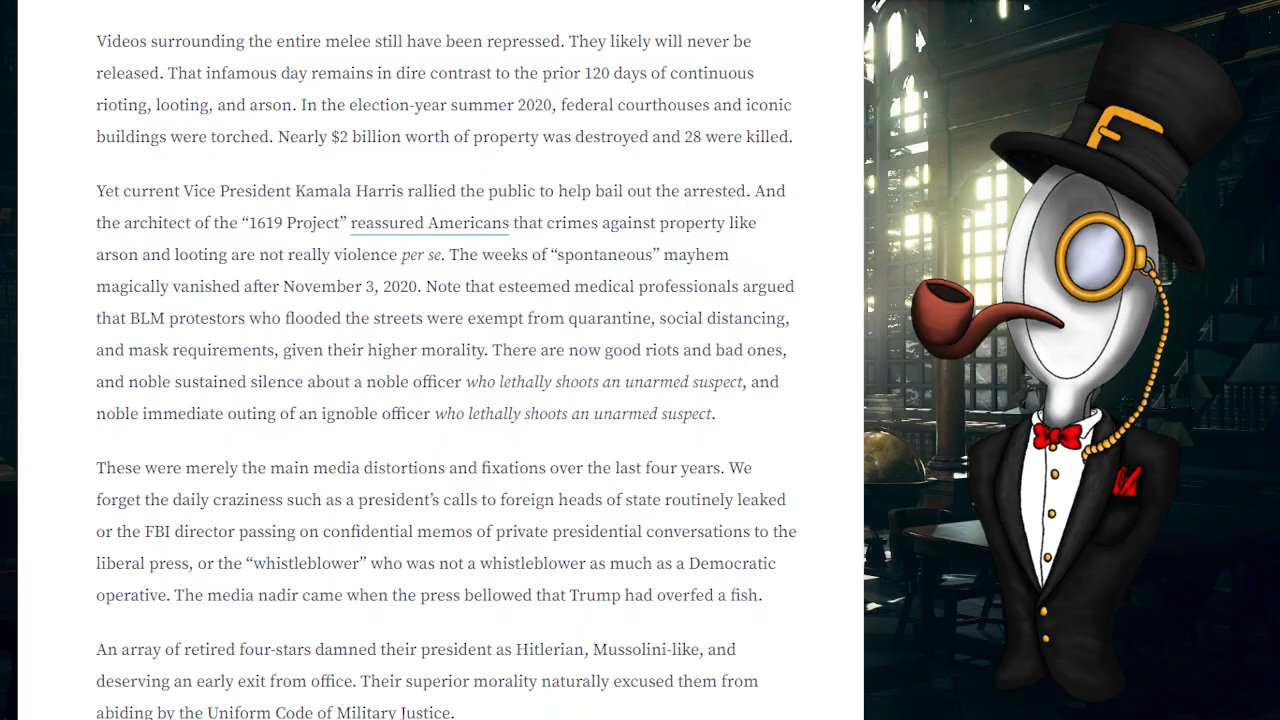 Videos surrounding the entire melee still have been repressed. They likely will never be
released. That infamous day remains in dire contrast to the prior 120 days of continuous
rioting, looting, and arson. In the election-year summer 2020, federal courthouses and iconic
buildings were torched. Nearly $2 billion worth of property was destroyed and 28 were killed.
Yet current Vice President Kamala Harris rallied the public to help bail out the arrested. And
the architect of the “1619 Project” reassured Americans that crimes against property like
arson and looting are not really violence per se. The weeks of “spontaneous” mayhem
magically vanished after November 3, 2020. Note that esteemed medical professionals argued
that BLM protestors who flooded the streets were exempt from quarantine, social distancing,
and mask requirements, given their higher morality. There are now good riots and bad ones,
and noble sustained silence about a noble officer who lethally shoots an unarmed suspect, and
noble immediate outing of an ignoble officer who lethally shoots an unarmed suspect.
These were merely the main media distortions and fixations over the last four years. We
forget the daily craziness such as a president’s calls to foreign heads of state routinely leaked
or the FBI director passing on confidential memos of private presidential conversations to the
liberal press, or the “whistleblower” who was not a whistleblower as much as a Democratic
operative. The media nadir came when the press bellowed that Trump had overfed a fish.
An array of retired four-stars damned their president as Hitlerian, Mussolini-like, and
deserving an early exit from office. Their superior morality naturally excused them from
abiding by the Uniform Code of Military Justice.